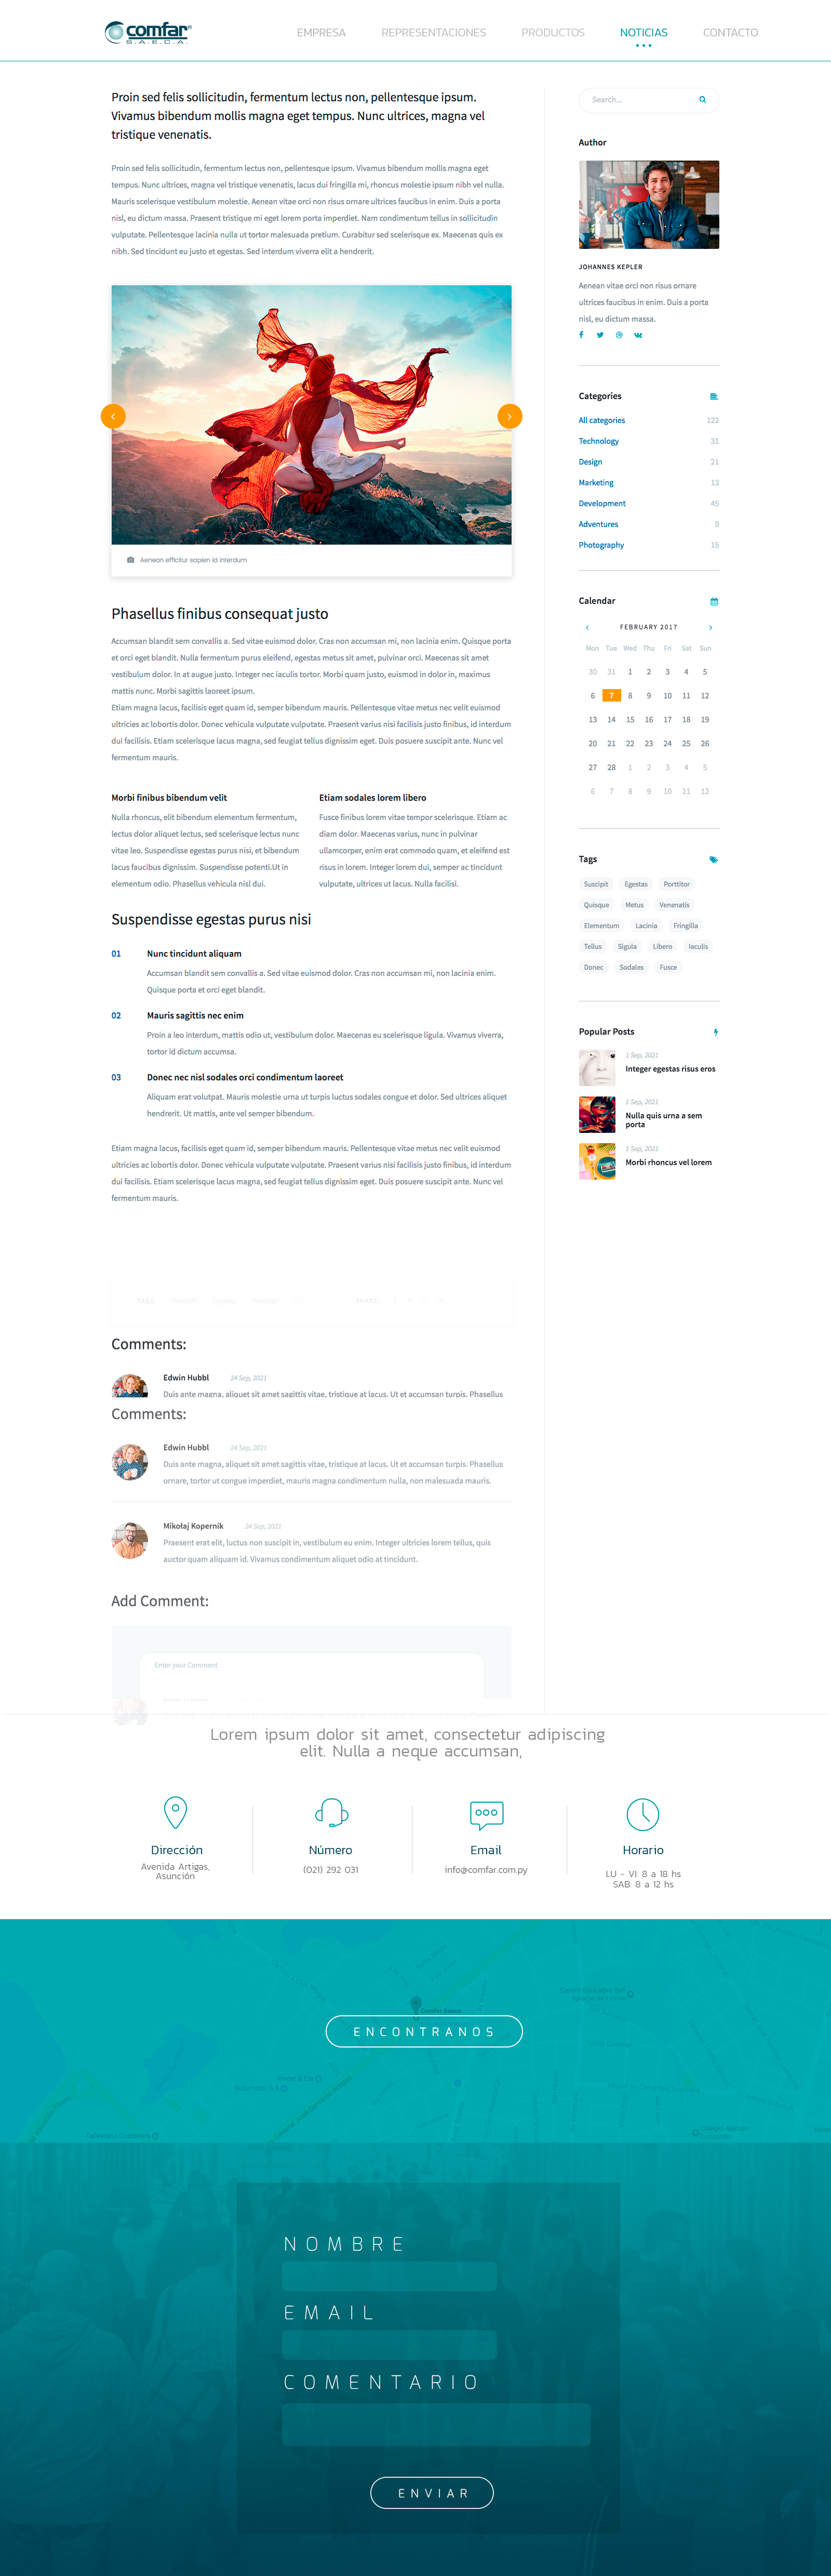 comfar®
S.A.E.C.A.
EMPRESA
REPRESENTACIONES
PRODUCTOS
NOTICIAS
CONTACTO
Proin sed felis sollicitudin, fermentum lectus non, pellentesque ipsum.
Vivamus bibendum mollis magna eget tempus. Nunc ultrices, magna vel
tristique venenatis.
Proin sed felis sollicitudin, fermentum lectus non, pellentesque ipsum. Vivamus bibendum mollis magna eget
tempus. Nunc ultrices, magna vel tristique venenatis, lacus dui fringilla mi, rhoncus molestie ipsum nibh vel nulla.
Mauris scelerisque vestibulum molestie. Aenean vitae orci non risus ornare ultrices faucibus in enim. Duis a porta
nisl, eu dictum massa. Praesent tristique mi eget lorem porta imperdiet. Nam condimentum tellus in sollicitudin
vulputate. Pellentesque lacinia nulla ut tortor malesuada pretium. Curabitur sed scelerisque ex. Maecenas quis ex
nibh. Sed tincidunt eu justo et egestas. Sed interdum viverra elit a hendrerit.
Aenean efficitur sapien id interdum
Phasellus finibus consequat justo
Accumsan blandit sem convallis a. Sed vitae euismod dolor. Cras non accumsan mi, non lacinia enim. Quisque porta
et orci eget blandit. Nulla fermentum purus eleifend, egestas metus sit amet, pulvinar orci. Maecenas sit amet
vestibulum dolor. In at augue justo. Integer nec iaculis tortor. Morbi quam justo, euismod in dolor in, maximus
mattis nunc. Morbi sagittis laoreet ipsum.
Etiam magna lacus, facilisis eget quam id, semper bibendum mauris. Pellentesque vitae metus nec velit euismod
ultricies ac lobortis dolor. Donec vehicula vulputate vulputate. Praesent varius nisi facilisis justo finibus, id interdum
dui facilisis. Etiam scelerisque lacus magna, sed feugiat tellus dignissim eget. Duis posuere suscipit ante. Nunc vel
fermentum mauris.
Morbi finibus bibendum velit
Nulla rhoncus, elit bibendum elementum fermentum,
lectus dolor aliquet lectus, sed scelerisque lectus nunc
vitae leo. Suspendisse egestas purus nisi, et bibendum
lacus faucibus dignissim. Suspendisse potenti.Ut in
elementum odio. Phasellus vehicula nisl dui.
Etiam sodales lorem libero
Fusce finibus lorem vitae tempor scelerisque. Etiam ac
diam dolor. Maecenas varius, nunc in pulvinar
ullamcorper, enim erat commodo quam, et eleifend est
risus in lorem. Integer lorem dui, semper ac tincidunt
vulputate, ultrices ut lacus. Nulla facilisi.
Suspendisse egestas purus nisi
01 Nunc tincidunt aliquam
Accumsan blandit sem convallis a. Sed vitae euismod dolor. Cras non accumsan mi, non lacinia enim.
Quisque porta et orci eget blandit.
02 Mauris sagittis nec enim
Proin a leo interdum, mattis odio ut, vestibulum dolor. Maecenas eu scelerisque ligula. Vivamus viverra,
tortor id dictum accumsa.
03 Donec nec nisl sodales orci condimentum laoreet
Aliquam erat volutpat. Mauris molestie urna ut turpis luctus sodales congue et dolor. Sed ultrices aliquet
hendrerit. Ut mattis, ante vel semper bibendum.
Etiam magna lacus, facilisis eget quam id, semper bibendum mauris. Pellentesque vitae metus nec velit euismod
ultricies ac lobortis dolor. Donec vehicula vulputate vulputate. Praesent varius nisi facilisis justo finibus, id interdum
dui facilisis. Etiam scelerisque lacus magna, sed feugiat tellus dignissim eget. Duis posuere suscipit ante. Nunc vel
fermentum mauris.
TAGS:
SHARE:
Comments:
Edwin Hubbl 24 Sep, 2021
Duis ante magna, aliquet sit amet sagittis vitae, tristique at lacus. Ut et accumsan turpis. Phasellus
Comments:
Edwin Hubbl 24 Sep, 2021
Duis ante magna, aliquet sit amet sagittis vitae, tristique at lacus. Ut et accumsan turpis. Phasellus
ornare, tortor ut congue imperdiet, mauris magna condimentum nulla, non malesuada mauris.
Mikołaj Kopernik 24 Sep, 2021
Praesent erat elit, luctus non suscipit in, vestibulum eu enim. Integer ultricies lorem tellus, quis
auctor quam aliquam id. Vivamus condimentum aliquet odio at tincidunt.
Add Comment:
Enter your Comment
Search...
Author
JOHANNES KEPLER
Aenean vitae orci non risus ornare
ultrices faucibus in enim. Duis a porta
nisl, eu dictum massa.
Categories
All categories 122
Technology 31
Design 21
Marketing 13
Development 45
Adventures 9
Photography 15
Calendar
FEBRUARY 2017
Mon Tue Wed Thu Fri Sat Sun
30 31 1 2 3 4 5
6 7 8 9 10 11 12
13 14 15 16 17 18 19
20 21 22 23 24 25 26
27 28 1 2 3 4 5
6 7 8 9 10 11 12
Tags
Suscipit Egestas Porttitor
Quisque Metus Venenatis
Elementum Lacinia Fringilla
Tellus Sigula Libero Iaculis
Donec Sodales Fusce
Popular Posts
1 Sep, 2021
Integer egestas risus eros
1 Sep, 2021
Nulla quis urna a sem
porta
1 Sep, 2021
Morbi rhoncus vel lorem
Lorem ipsum dolor sit amet, consectetur adipiscing
elit. Nulla a neque accumsan,
Dirección
Avenida Artigas,
Asunción
Número
(021) 292 031
Email
info@comfar.com.py
Horario
LU - VI: 8 a 18 hs
SAB: 8 a 12 hs
Comfar Saeca
ENCONTRANOS
NOMBRE
EMAIL
COMENTARIO
ENVIAR